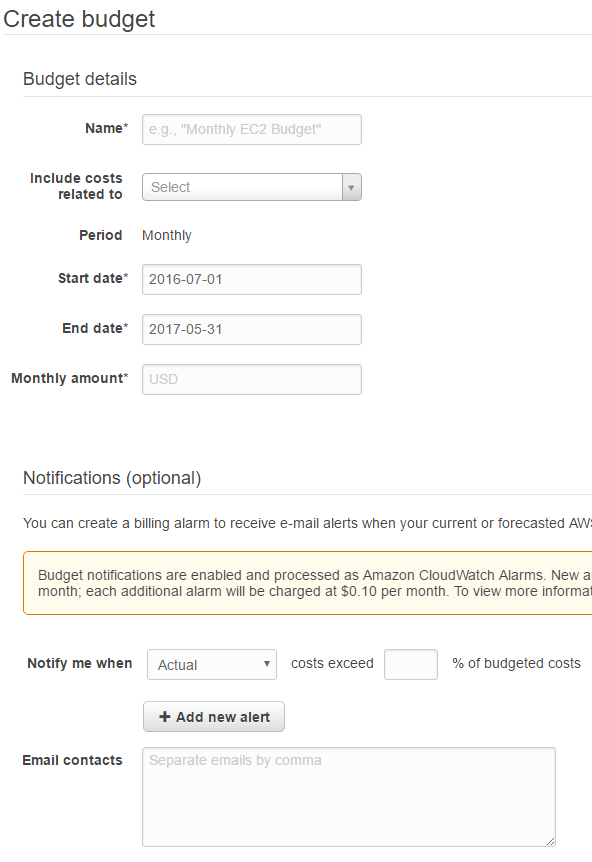 Create budget
Budget details
Name* e.g., "Monthly EC2 Budget"
Include costs
related to Select
Period Monthly
Start date* 2016-07-01
End date* 2017-05-31
Monthly amount* USD
Notifications (optional)
You can create a billing alarm to receive e-mail alerts when your current or forecasted AWS
Budget notifications are enabled and processed as Amazon CloudWatch Alarms. New a
month; each additional alarm will be charged at $0.10 per month. To view more informat
Notify me when Actual costs exceed % of budgeted costs
+ Add new alert
Email contacts Separate emails by comma